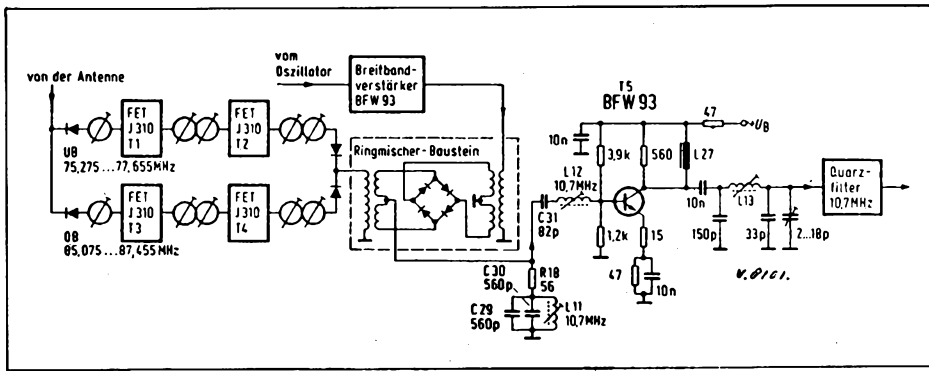 von der Antenne
vom
Oszillator
Breitband-
verstärker
BFW 93
FET
J310
T1
FET
J310
T2
UB
75,275...77,655MHz
FET
J310
T3
FET
J310
T4
OB
85,075...87,455MHz
Ringmischer-Baustein
T5
BFW 93
47
+UB
10n
3,9k
560
L27
L12
10,7MHz
C31
82p
1,2k
15
47
10n
10n
L13
150p
33p
2...18p
Quarz-
filter
10,7MHz
C30
560p
R18
56
C29
560p
L11
10,7MHz